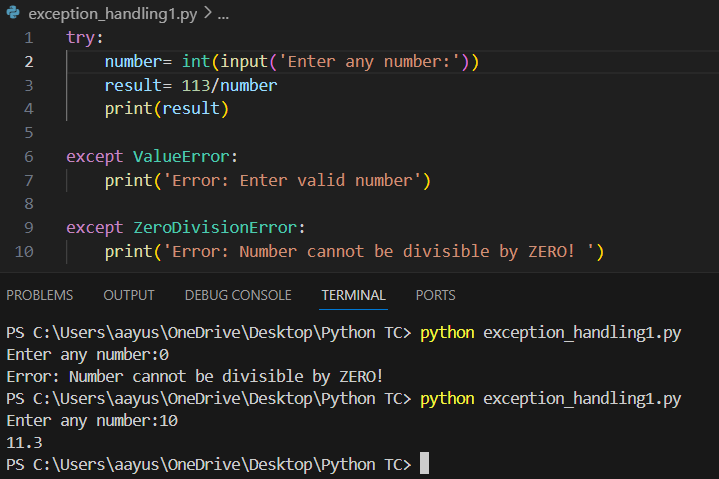 exception_handling1.py > ...
1 try:
2     number= int(input('Enter any number:'))
3     result= 113/number
4     print(result)
5
6 except ValueError:
7     print('Error: Enter valid number')
8
9 except ZeroDivisionError:
10     print('Error: Number cannot be divisible by ZERO! ')
PROBLEMS OUTPUT DEBUG CONSOLE TERMINAL PORTS
PS C:\Users\aayus\OneDrive\Desktop\Python TC> python exception_handling1.py
Enter any number:0
Error: Number cannot be divisible by ZERO!
PS C:\Users\aayus\OneDrive\Desktop\Python TC> python exception_handling1.py
Enter any number:10
11.3
PS C:\Users\aayus\OneDrive\Desktop\Python TC>